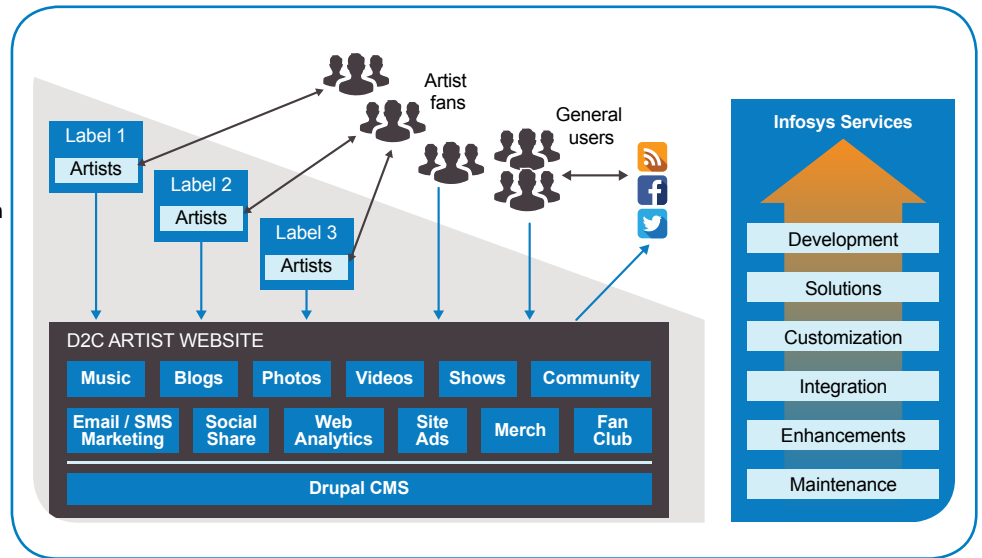 Artist
fans
General
users
Label 1
Artists
Label 2
Artists
Label 3
Artists
D2C ARTIST WEBSITE
Music
Blogs
Photos
Videos
Shows
Community
Email / SMS
Marketing
Social
Share
Web
Analytics
Site
Ads
Merch
Fan
Club
Drupal CMS
Infosys Services
Development
Solutions
Customization
Integration
Enhancements
Maintenance